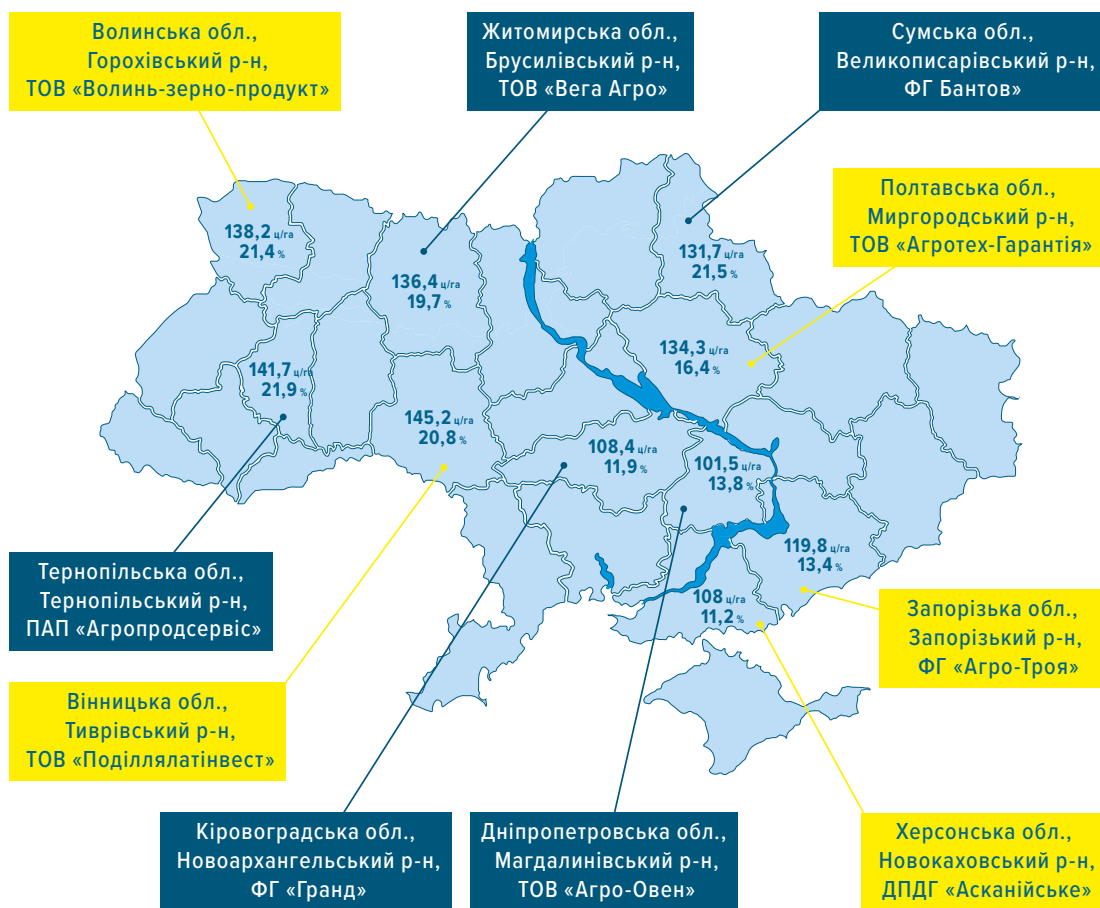 Волинська обл.,
Горохівський р-н,
ТОВ «Волинь-зерно-продукт»
Житомирська обл.,
Брусилівський р-н,
ТОВ «Вега Агро»
Сумська обл.,
Великописарівський р-н,
ФГ Бантов»
Полтавська обл.,
Миргородський р-н,
ТОВ «Агротех-Гарантія»
138,2 ц/га
21,4 %
136,4 ц/га
19,7 %
131,7 ц/га
21,5 %
134,3 ц/га
16,4 %
141,7 ц/га
21,9 %
145,2 ц/га
20,8 %
108,4 ц/га
11,9 %
101,5 ц/га
13,8 %
119,8 ц/га
13,4 %
108 ц/га
11,2 %
Тернопільська обл.,
Тернопільський р-н,
ПАП «Агропродсервіс»
Запорізька обл.,
Запорізький р-н,
ФГ «Агро-Троя»
Вінницька обл.,
Тиврівський р-н,
ТОВ «Поділлялатінвест»
Кіровоградська обл.,
Новоархангельський р-н,
ФГ «Гранд»
Дніпропетровська обл.,
Магдалинівський р-н,
ТОВ «Агро-Овен»
Херсонська обл.,
Новокаховський р-н,
ДПДГ «Асканійське»